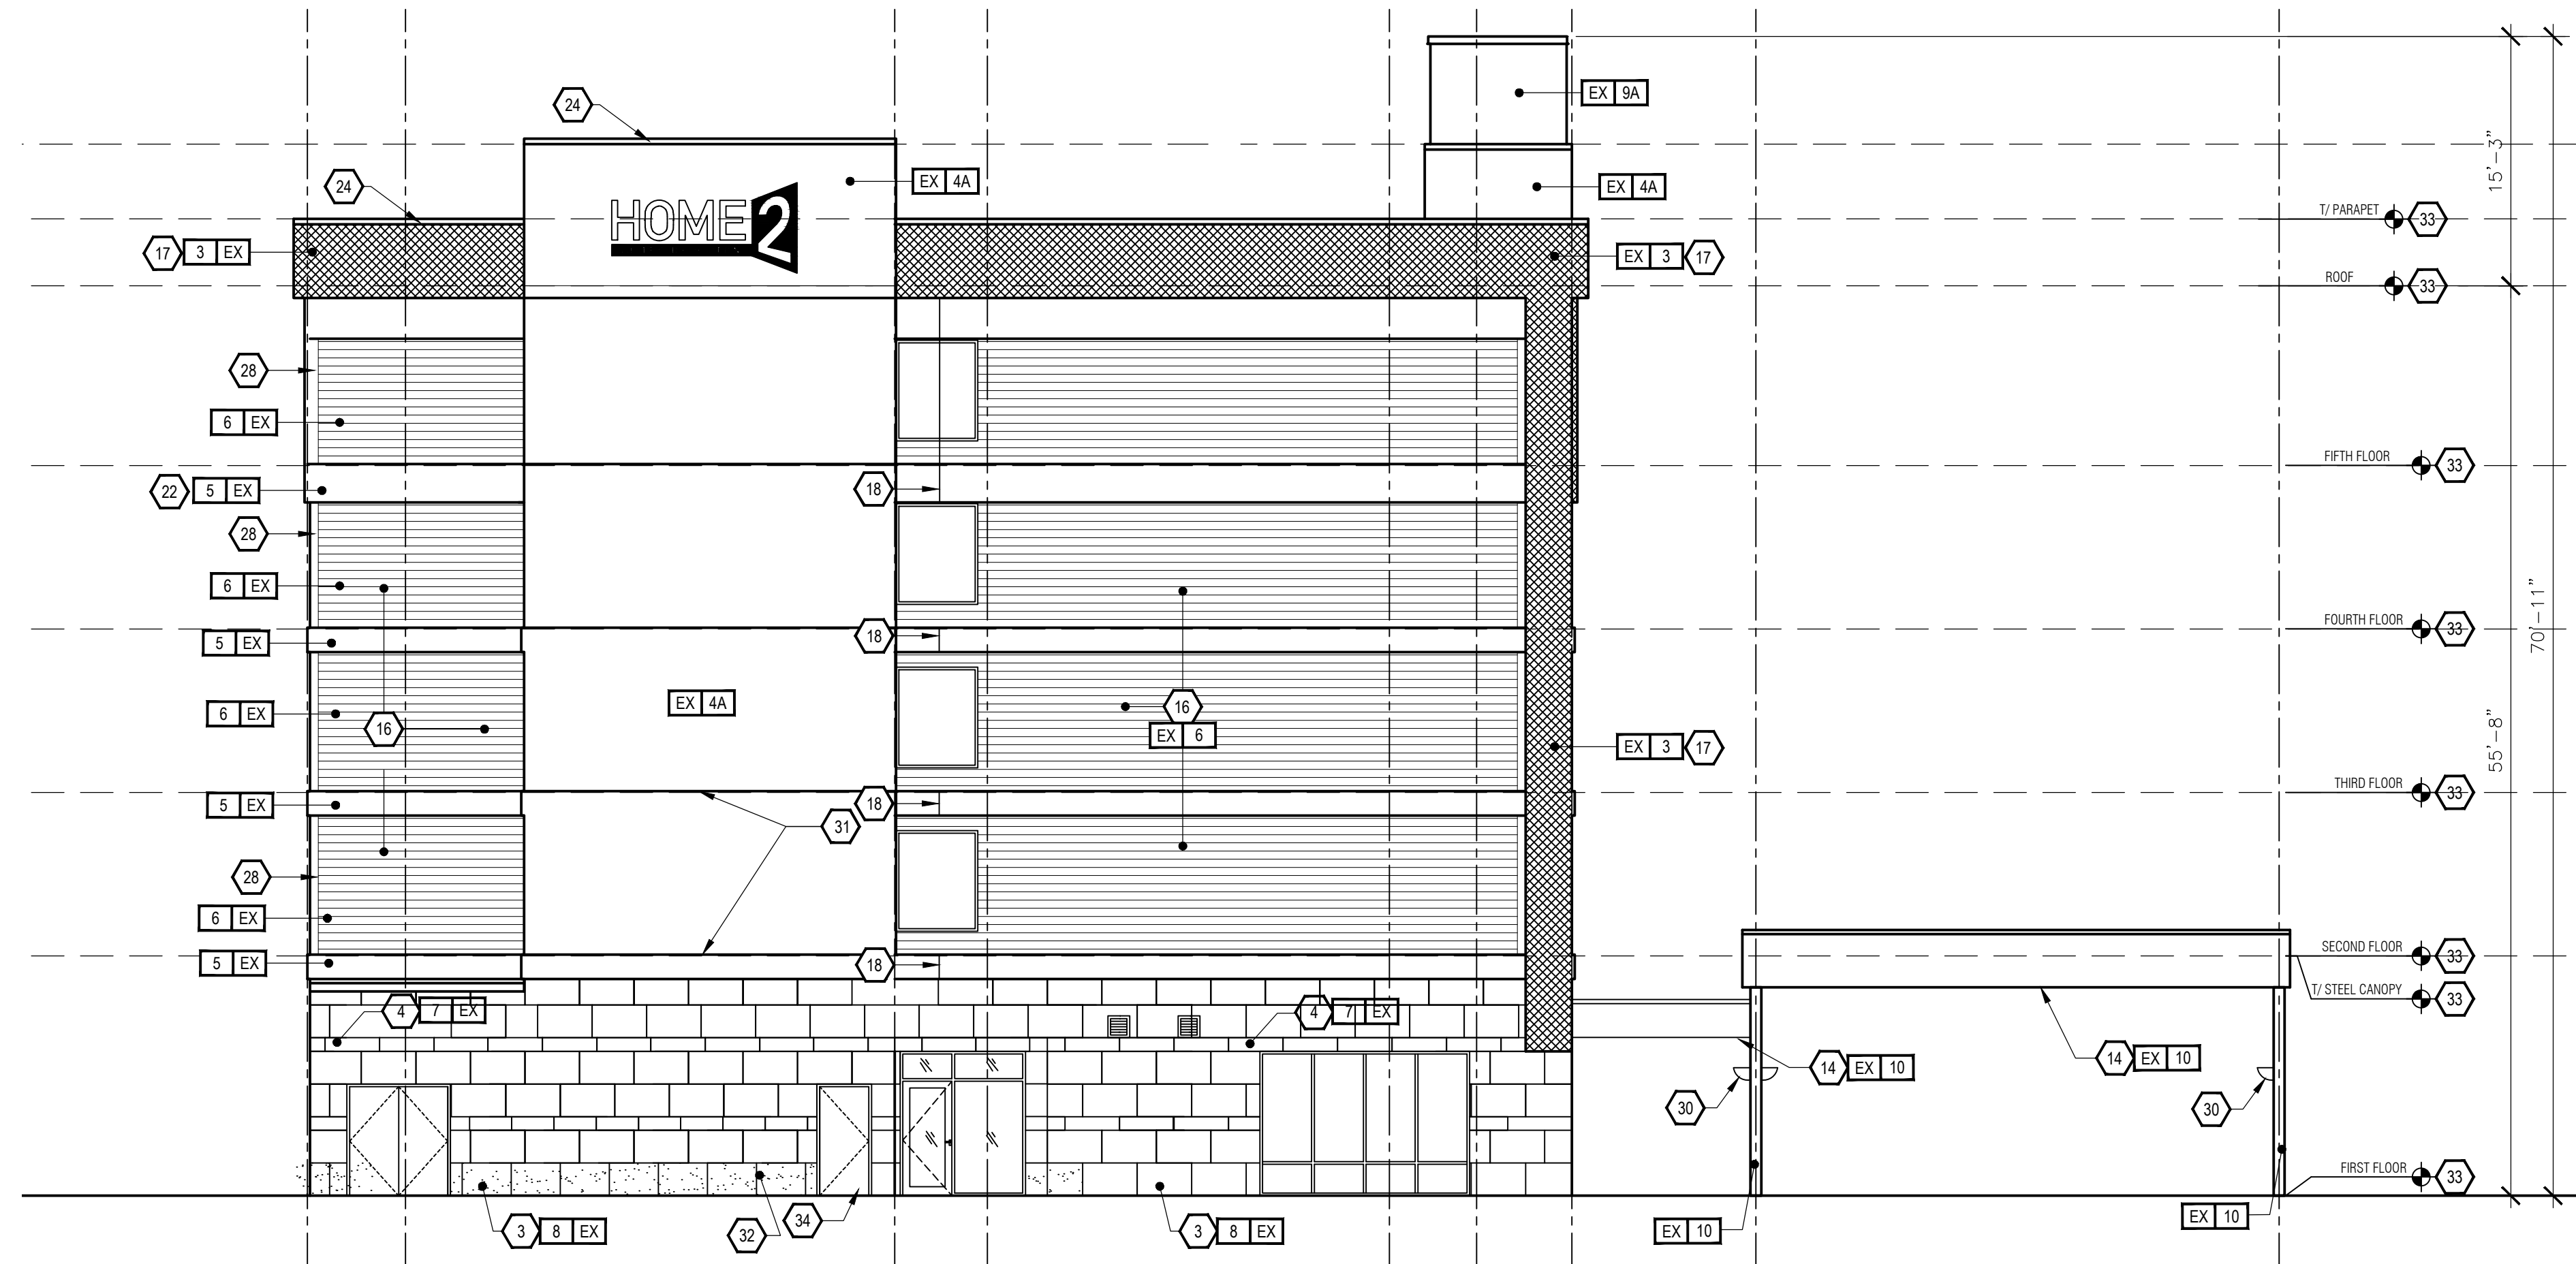 24
EX 9A
15'-3"
24
EX 4A
EX 4A
HOME2
T/ PARAPET 33
17 3 EX
EX 3 17
ROOF 33
28
6 EX
FIFTH FLOOR 33
22 5 EX
18
28
6 EX
FOURTH FLOOR 33
70'-11"
5 EX
18
6 EX
16
EX 4A
16
EX 6
EX 3 17
55'-8"
THIRD FLOOR 33
5 EX
18
31
28
6 EX
SECOND FLOOR 33
5 EX
18
T/ STEEL CANOPY 33
4 7 EX
4 7 EX
14 EX 10
14 EX 10
30
30
FIRST FLOOR 33
3 8 EX
32
34
3 8 EX
EX 10
EX 10